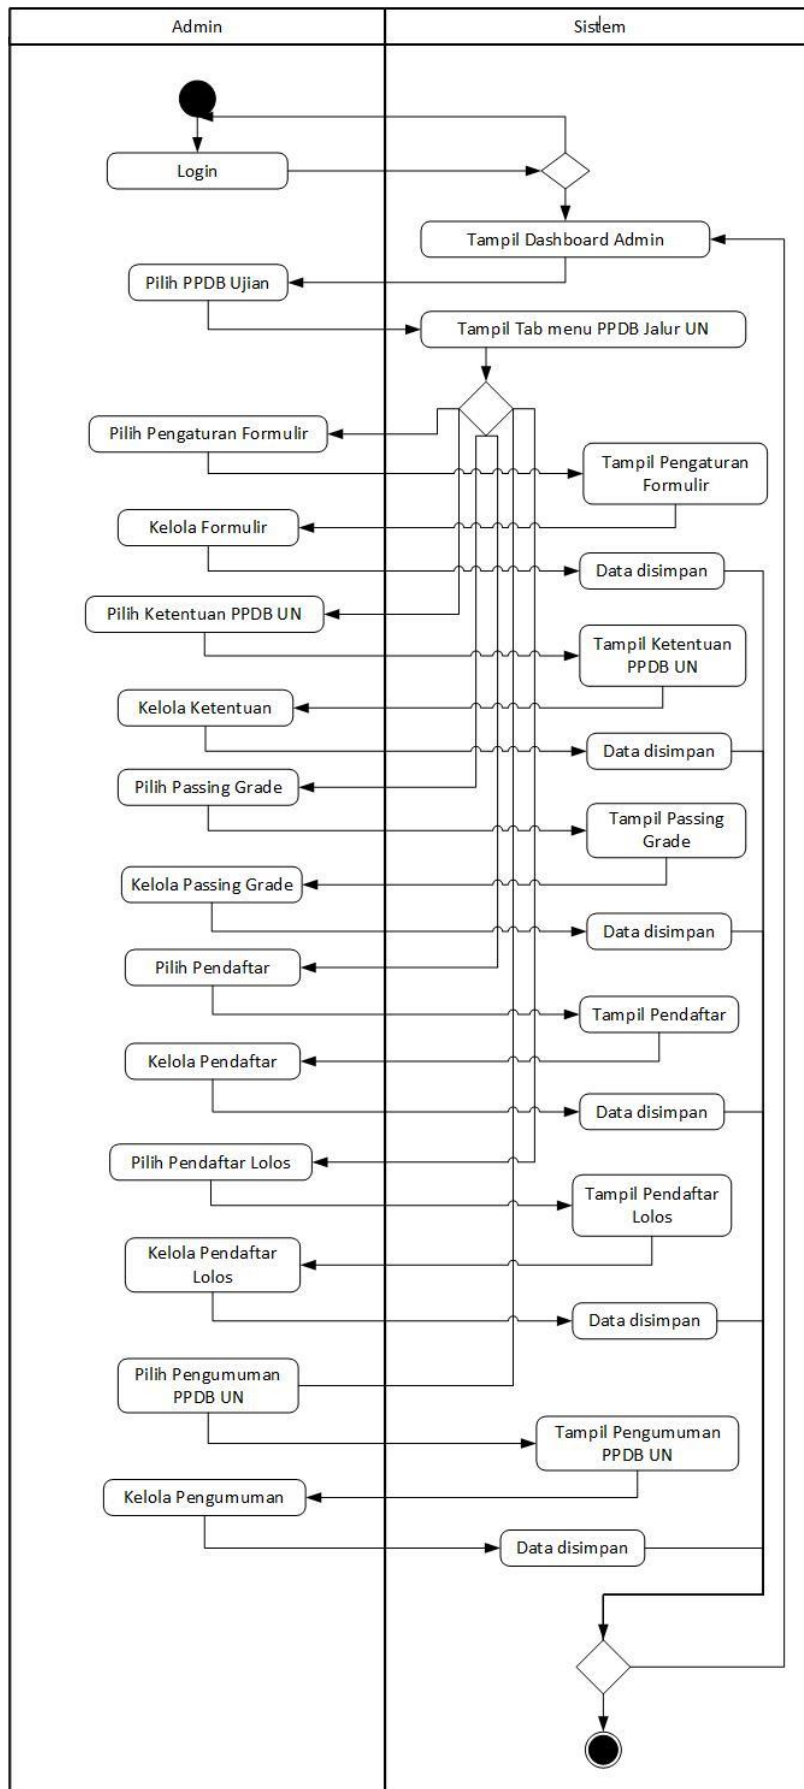 Admin
Sistem
Login
Tampil Dashboard Admin
Pilih PPDB Ujian
Tampil Tab menu PPDB Jalur UN
Pilih Pengaturan Formulir
Tampil Pengaturan
Formulir
Kelola Formulir
Data disimpan
Pilih Ketentuan PPDB UN
Tampil Ketentuan
PPDB UN
Kelola Ketentuan
Data disimpan
Pilih Passing Grade
Tampil Passing
Grade
Kelola Passing Grade
Data disimpan
Pilih Pendaftar
Tampil Pendaftar
Kelola Pendaftar
Data disimpan
Pilih Pendaftar Lolos
Tampil Pendaftar
Lolos
Kelola Pendaftar
Lolos
Data disimpan
Pilih Pengumuman
PPDB UN
Tampil Pengumuman
PPDB UN
Kelola Pengumuman
Data disimpan